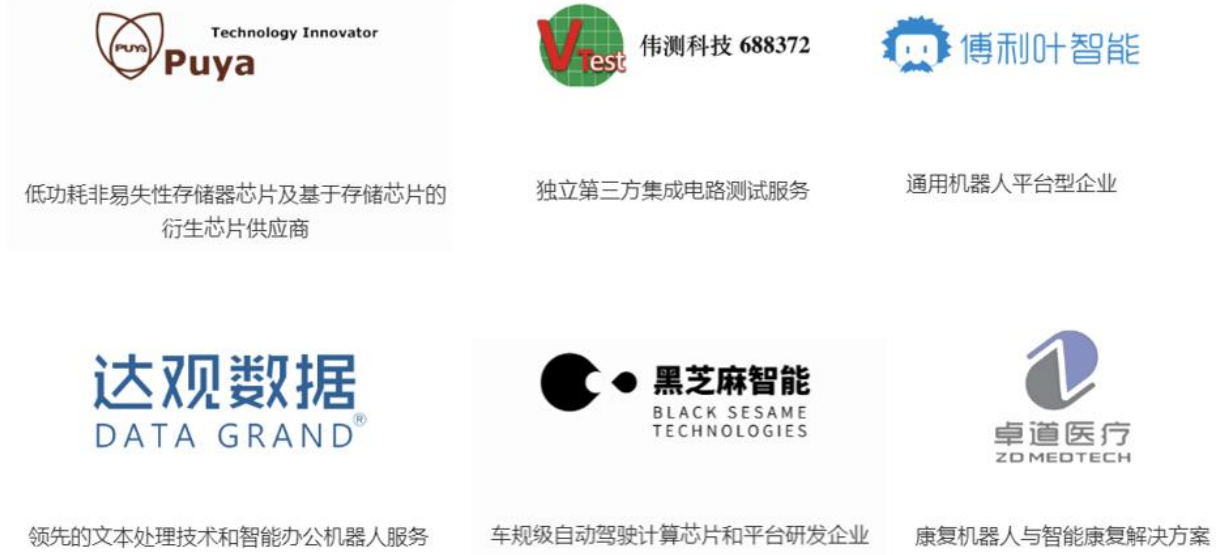 Technology Innovator
PUYA
Puya
低功耗非易失性存储器芯片及基于存储芯片的
衍生芯片供应商
VTest
伟测科技 688372
独立第三方集成电路测试服务
傅利叶智能
通用机器人平台型企业
达观数据®
DATA GRAND
领先的文本处理技术和智能办公机器人服务
黑芝麻智能
BLACK SESAME
TECHNOLOGIES
车规级自动驾驶计算芯片和平台研发企业
卓道医疗
ZD MEDTECH
康复机器人与智能康复解决方案